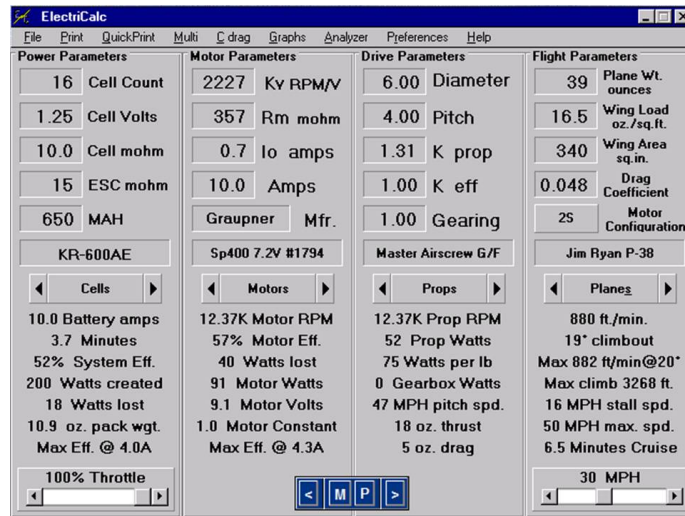 ElectriCalc
File Print QuickPrint Multi C drag Graphs Analyzer Preferences Help
Power Parameters
16 Cell Count
1.25 Cell Volts
10.0 Cell mohm
15 ESC mohm
650 MAH
KR-600AE
Cells
10.0 Battery amps
3.7 Minutes
52% System Eff.
200 Watts created
18 Watts lost
10.9 oz. pack wgt.
Max Eff. @ 4.0A
100% Throttle
Motor Parameters
2227 Kv RPM/V
357 Rm mohm
0.7 Io amps
10.0 Amps
Graupner Mfr.
Sp400 7.2V #1794
Motors
12.37K Motor RPM
57% Motor Eff.
40 Watts lost
91 Motor Watts
9.1 Motor Volts
1.0 Motor Constant
Max Eff. @ 4.3A
Drive Parameters
6.00 Diameter
4.00 Pitch
1.31 K prop
1.00 K eff
1.00 Gearing
Master Airscrew G/F
Props
12.37K Prop RPM
52 Prop Watts
75 Watts per lb
0 Gearbox Watts
47 MPH pitch spd.
18 oz. thrust
5 oz. drag
< M P >
Flight Parameters
39 Plane Wt.
ounces
16.5 Wing Load
oz./sq.ft.
340 Wing Area
sq.in.
0.048 Drag
Coefficient
2S Motor
Configuration
Jim Ryan P-38
Planes
880 ft./min.
19° climbout
Max 882 ft/min@20°
Max climb 3268 ft.
16 MPH stall spd.
50 MPH max. spd.
6.5 Minutes Cruise
30 MPH